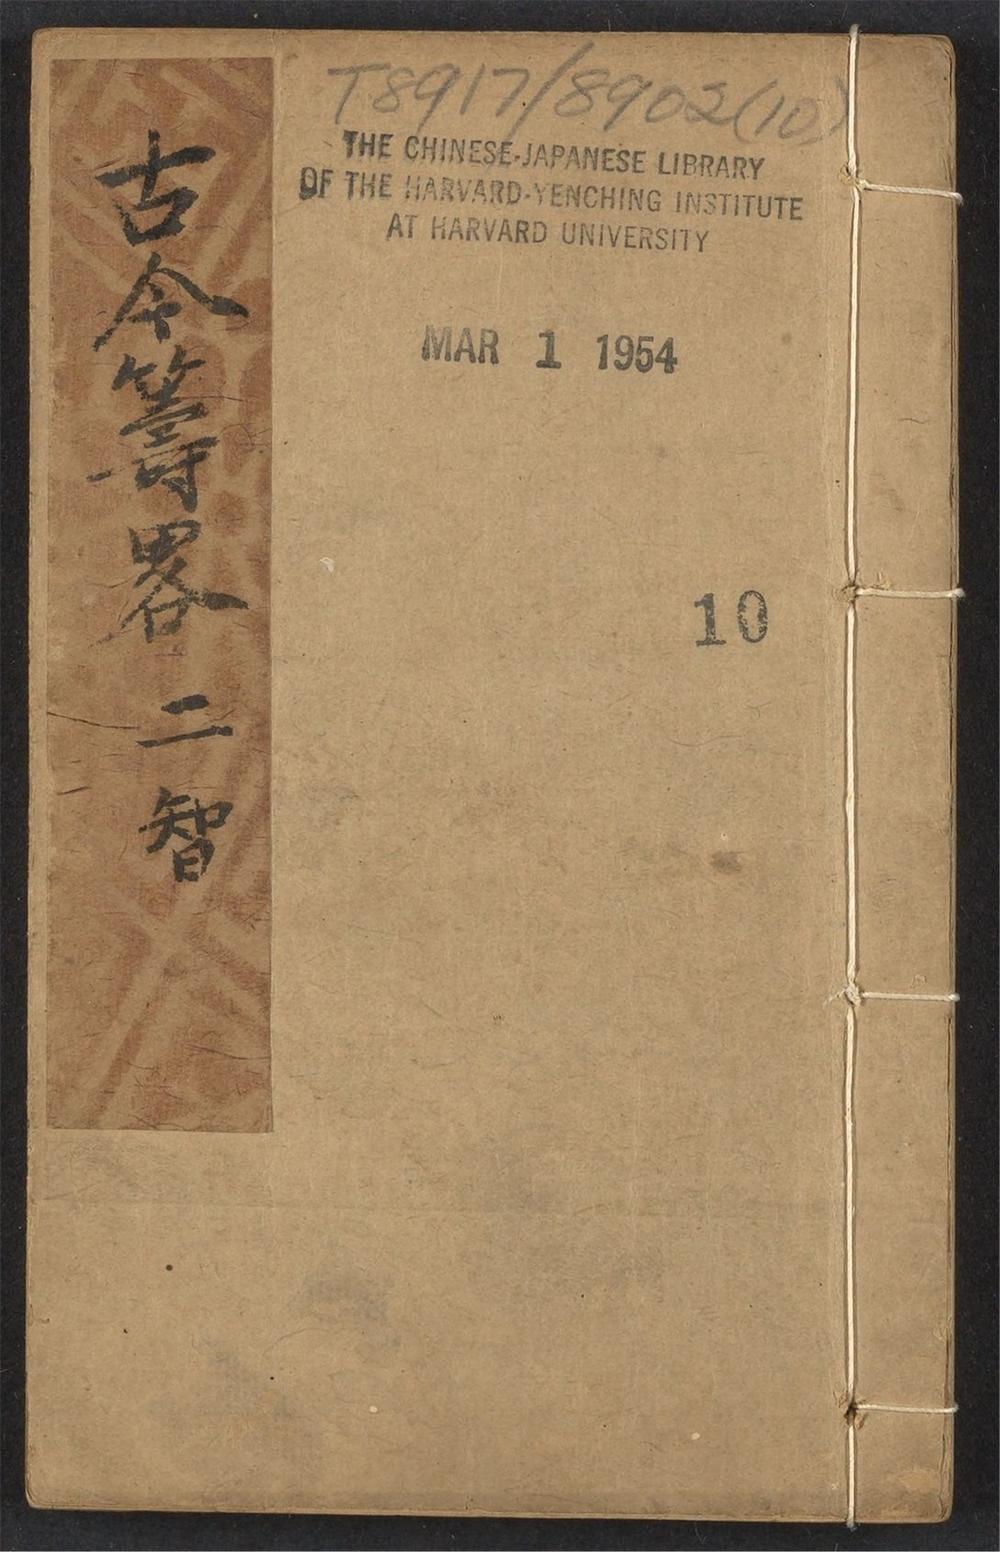 T8917/8902(10)
THE CHINESE-JAPANESE LIBRARY
OF THE HARVARD-YENCHING INSTITUTE
AT HARVARD UNIVERSITY
MAR 1 1954
10
古今籌畧 二智